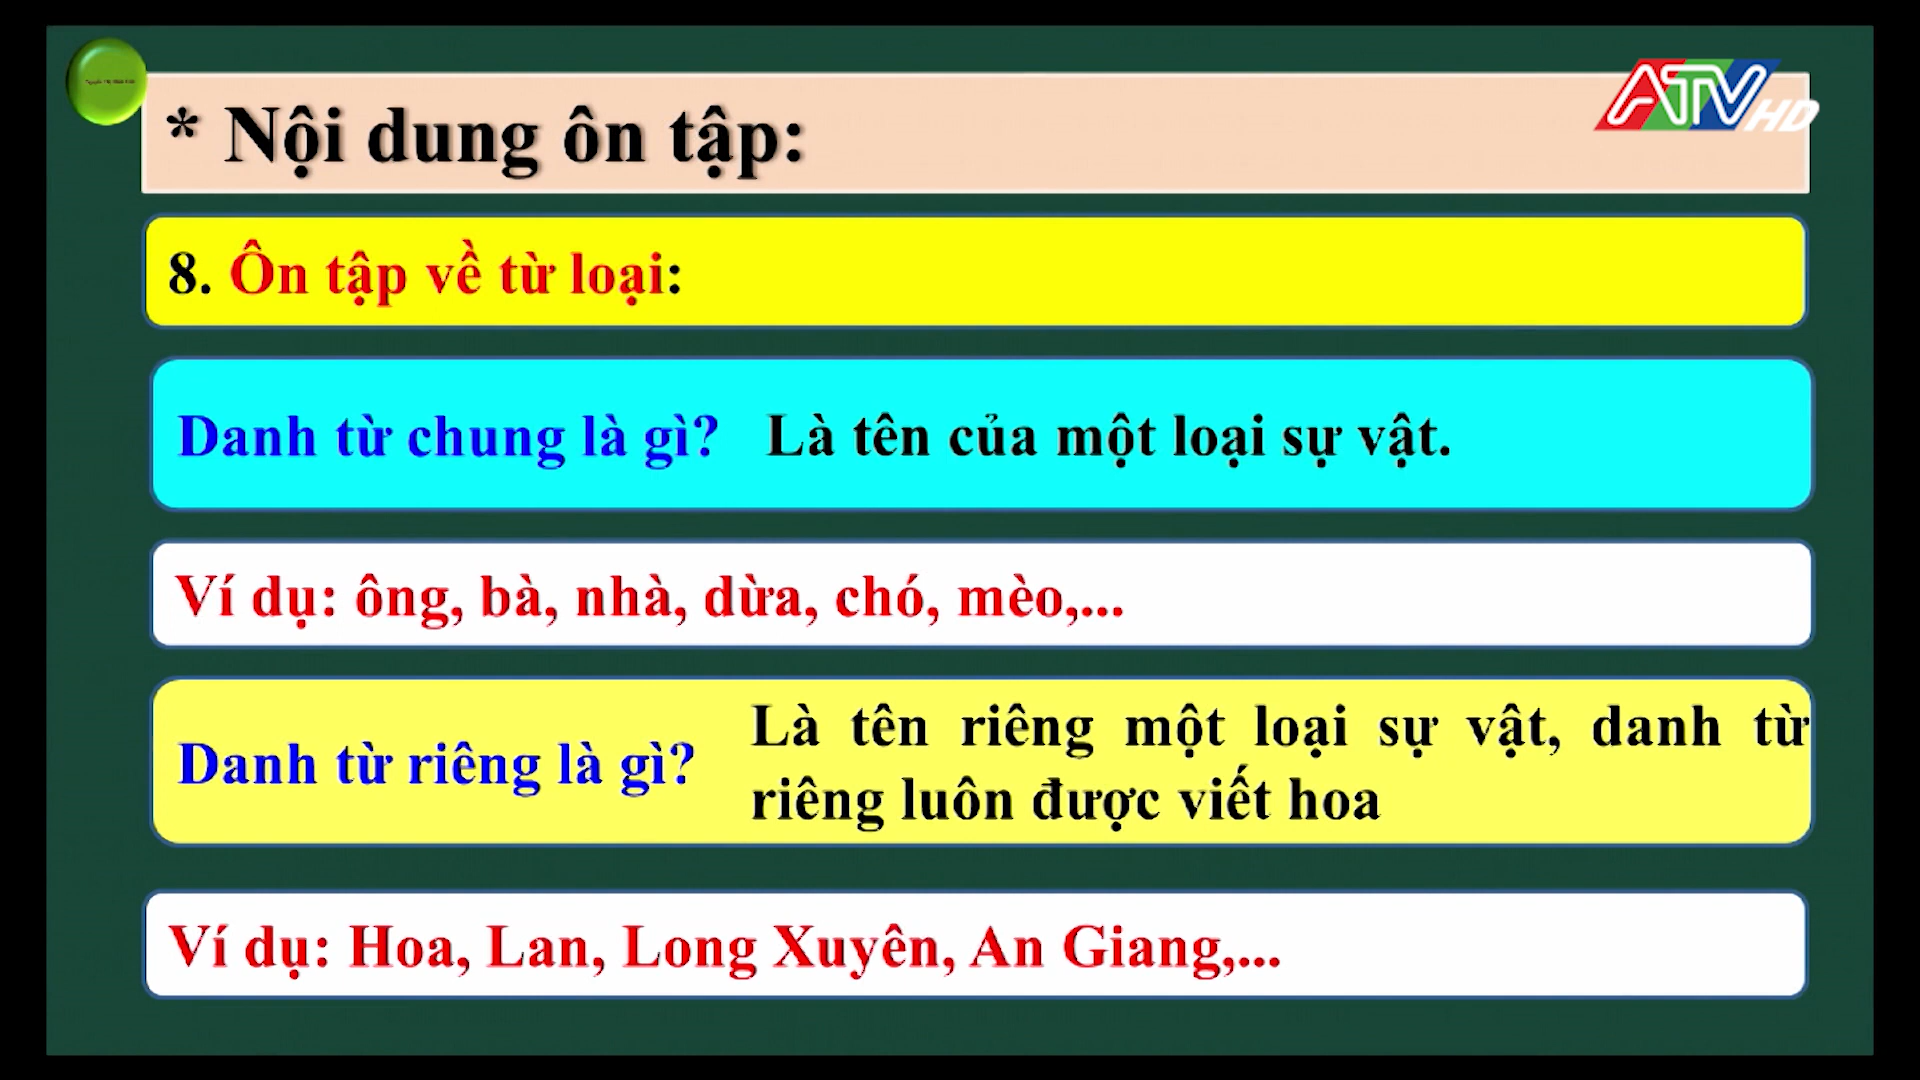 ATV HD
* Nội dung ôn tập:
8. Ôn tập về từ loại:
Danh từ chung là gì? Là tên của một loại sự vật.
Ví dụ: ông, bà, nhà, dừa, chó, mèo,...
Danh từ riêng là gì?
Là tên riêng một loại sự vật, danh từ
riêng luôn được viết hoa
Ví dụ: Hoa, Lan, Long Xuyên, An Giang,...